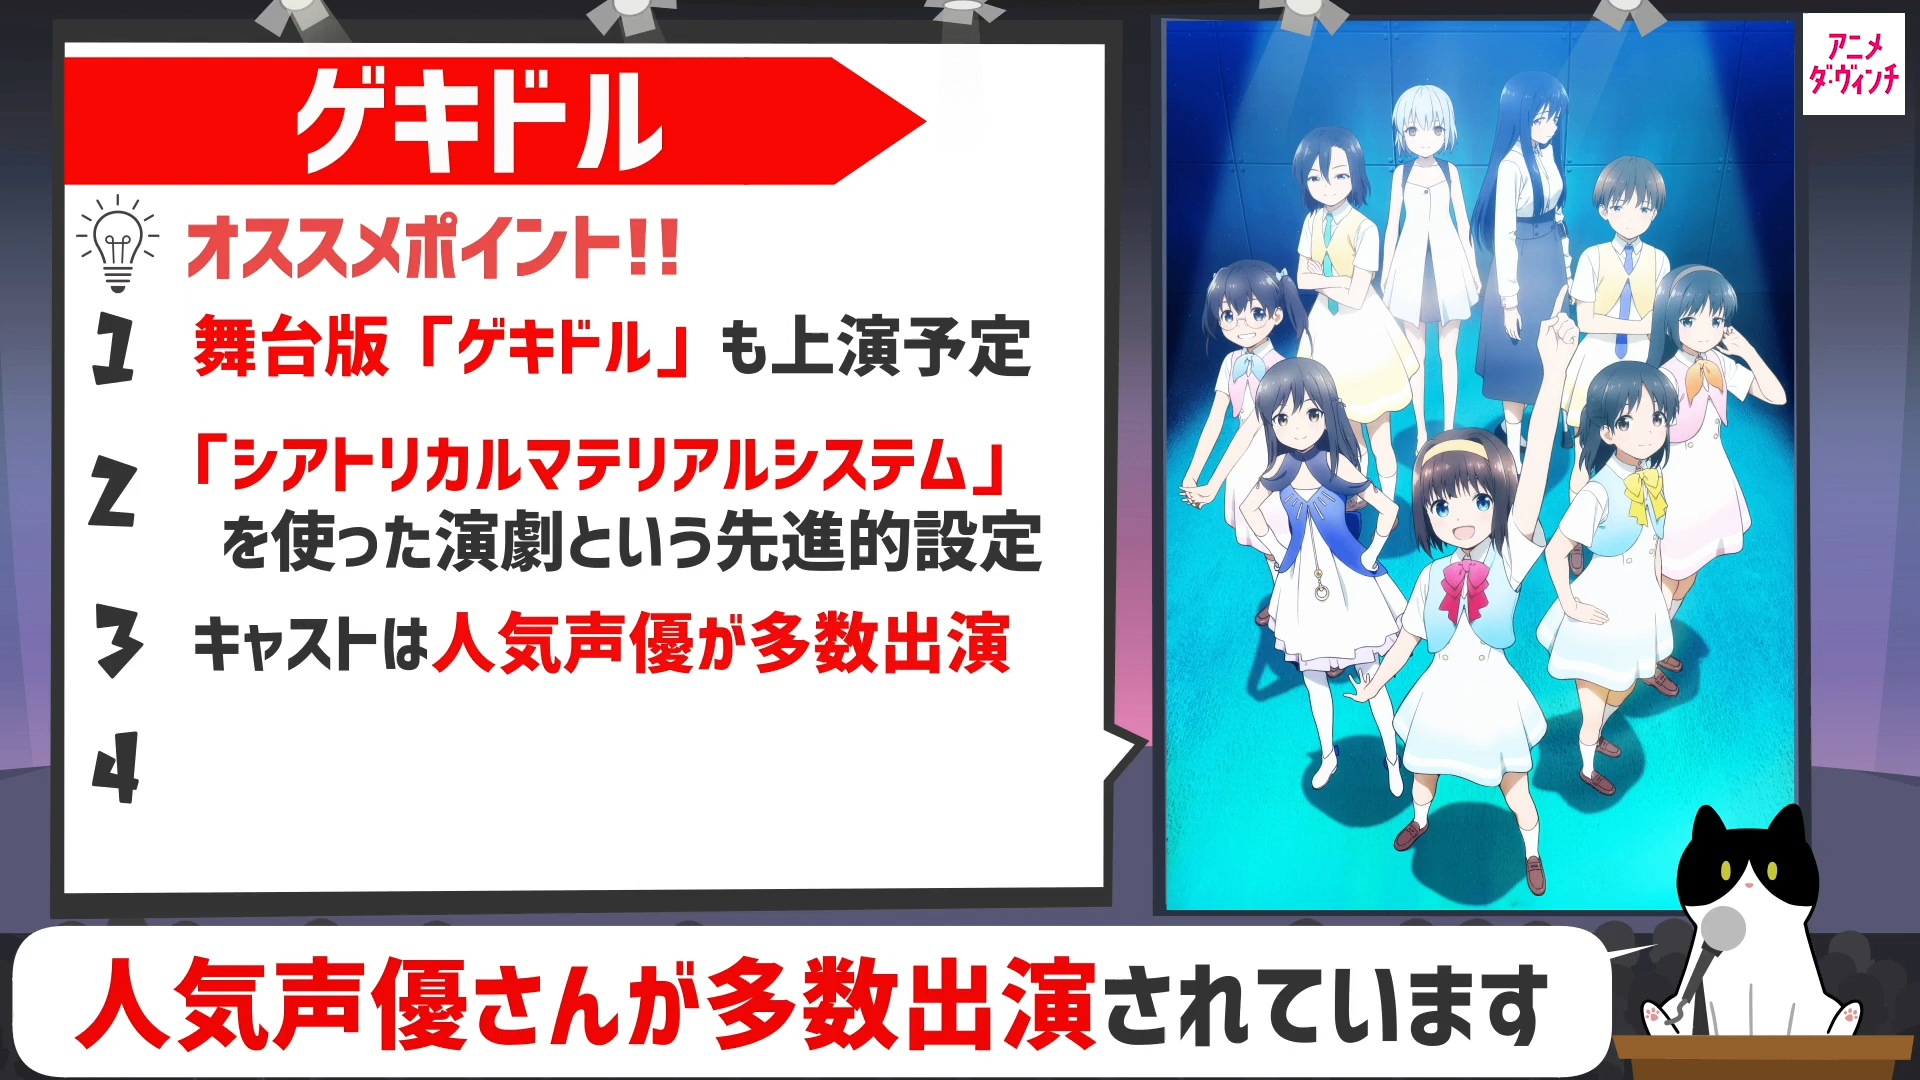 ゲキドル
オススメポイント!!
1 舞台版「ゲキドル」も上演予定
2 「シアトリカルマテリアルシステム」
を使った演劇という先進的設定
3 キャストは人気声優が多数出演
4
アニメ
ダ・ヴィンチ
人気声優さんが多数出演されています